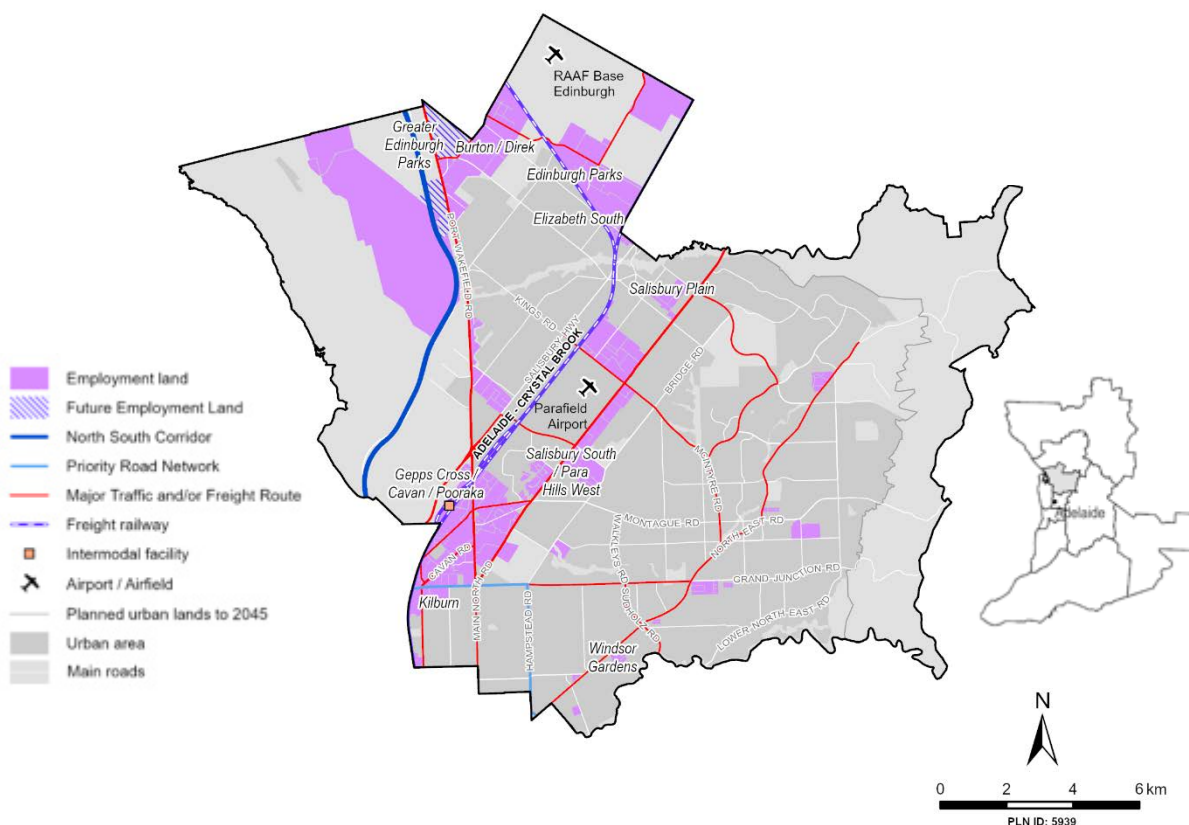 RAAF Base
Edinburgh
Greater
Edinburgh
Parks
Burton / Direk
Edinburgh Parks
Elizabeth South
PORT WAKEFIELD RD
Salisbury Plain
KINGS RD
SALISBURY HWY
ADELAIDE - CRYSTAL BROOK
BRIDGE RD
Parafield
Airport
Gepps Cross /
Cavan / Pooraka
Salisbury South
/ Para
Hills West
MCINTYRE RD
MONTAGUE RD
NORTH EAST RD
WALKLEYS RD
SUDHOLZ RD
CAVAN RD
GRAND JUNCTION RD
Kilburn
MAIN NORTH RD
HAMPSTEAD RD
LOWER NORTH EAST RD
Windsor
Gardens
Employment land
Future Employment Land
North South Corridor
Priority Road Network
Major Traffic and/or Freight Route
Freight railway
Intermodal facility
Airport / Airfield
Planned urban lands to 2045
Urban area
Main roads
Adelaide
N
0 2 4 6 km
PLN ID: 5939